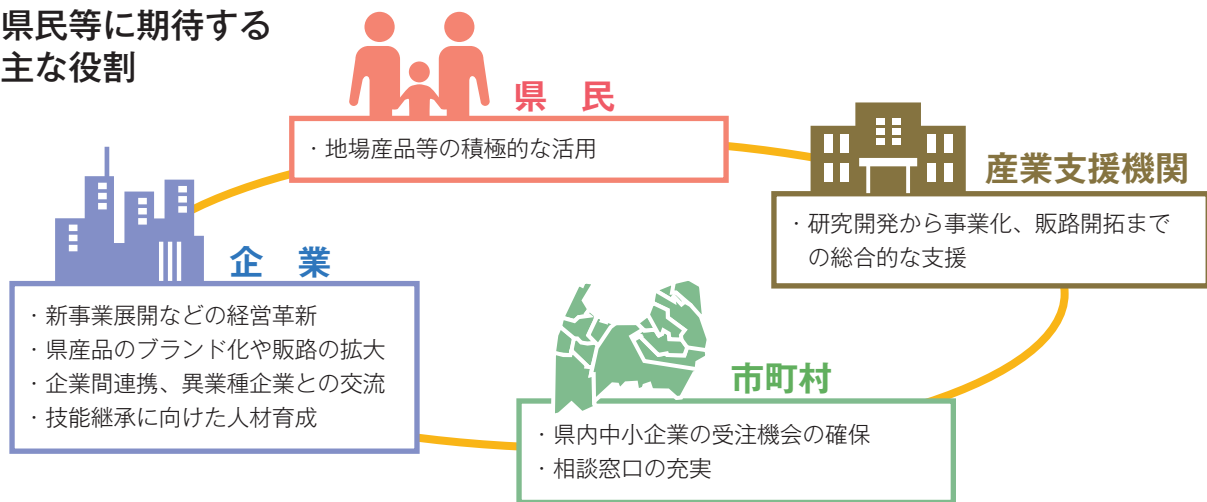 県民等に期待する
主な役割
県　民
・地場産品等の積極的な活用
産業支援機関
・研究開発から事業化、販路開拓まで
の総合的な支援
企　業
・新事業展開などの経営革新
・県産品のブランド化や販路の拡大
・企業間連携、異業種企業との交流
・技能継承に向けた人材育成
市町村
・県内中小企業の受注機会の確保
・相談窓口の充実